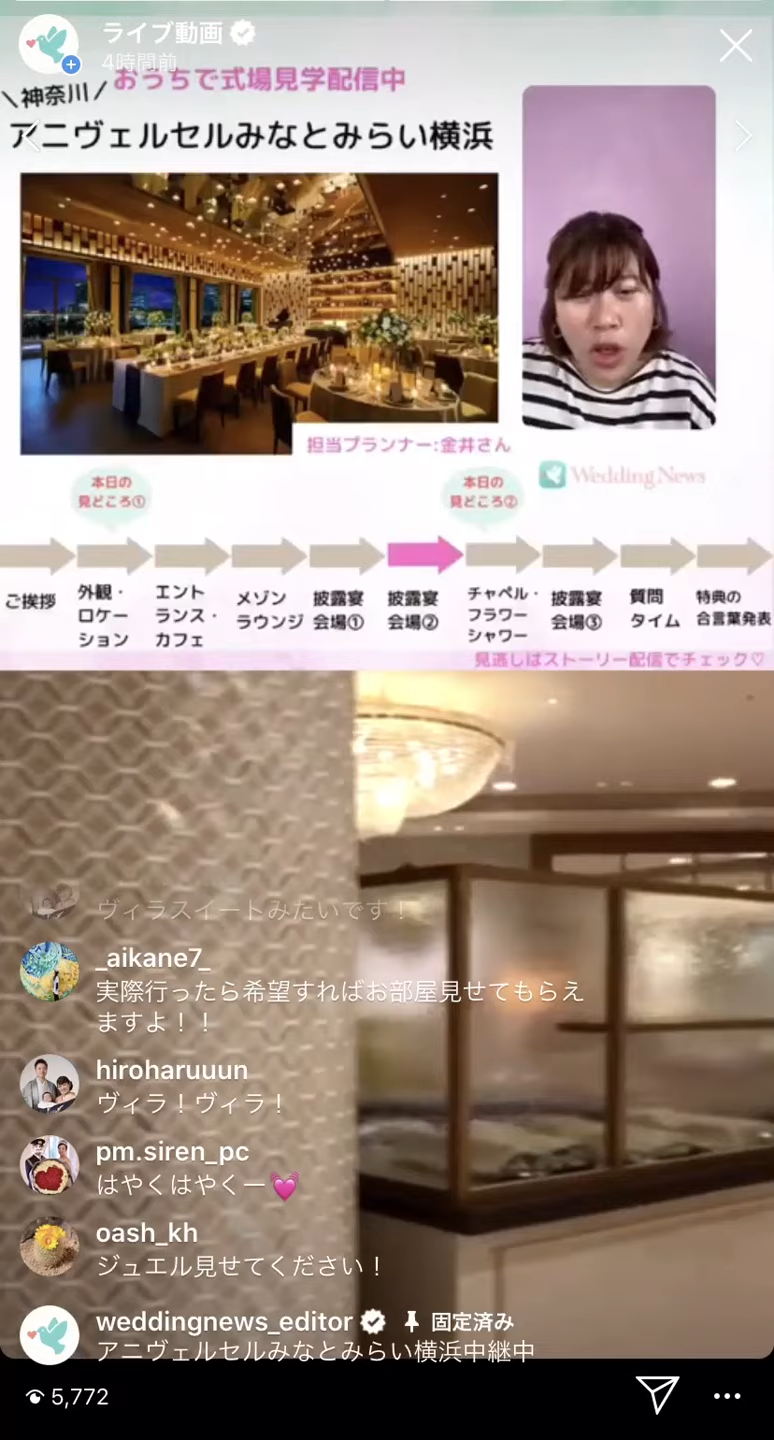 ライブ動画
4時間前
おうちで式場見学配信中
＼神奈川／
アニヴェルセルみなとみらい横浜
担当プランナー:金井さん
本日の
見どころ①
本日の
見どころ②
WeddingNews
ご挨拶
外観・
ロケー
ション
エント
ランス・
カフェ
メゾン
ラウンジ
披露宴
会場①
披露宴
会場②
チャペル・
フラワー
シャワー
披露宴
会場③
質問
タイム
特典の
合言葉発表
見逃しはストーリー配信でチェック♡
ヴィラスイートみたいです！
_aikane7_
実際行ったら希望すればお部屋見せてもらえ
ますよ！！
hiroharuuun
ヴィラ！ヴィラ！
pm.siren_pc
はやくはやくー💓
oash_kh
ジュエル見せてください！
weddingnews_editor 固定済み
アニヴェルセルみなとみらい横浜中継中
5,772